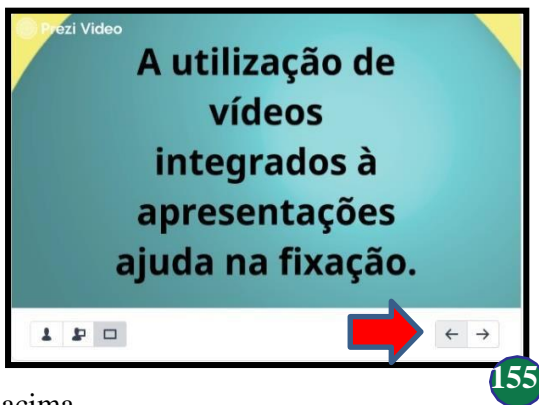 Prezi Video
A utilização de
vídeos
integrados à
apresentações
ajuda na fixação.
155
acima